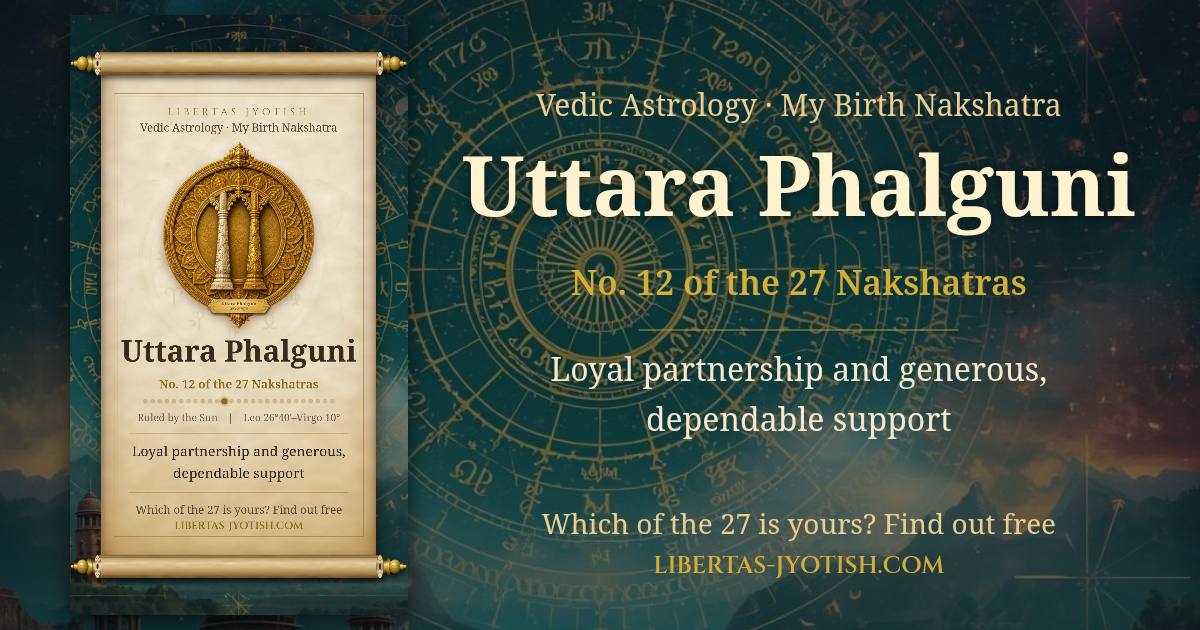 LIBERTAS JYOTISH
Vedic Astrology · My Birth Nakshatra
Uttara Phalguni
Uttara Phalguni
No. 12 of the 27 Nakshatras
Ruled by the Sun | Leo 26°40'–Virgo 10°
Loyal partnership and generous,
dependable support
Which of the 27 is yours? Find out free
LIBERTAS-JYOTISH.COM
Vedic Astrology · My Birth Nakshatra
Uttara Phalguni
No. 12 of the 27 Nakshatras
Loyal partnership and generous,
dependable support
Which of the 27 is yours? Find out free
LIBERTAS-JYOTISH.COM